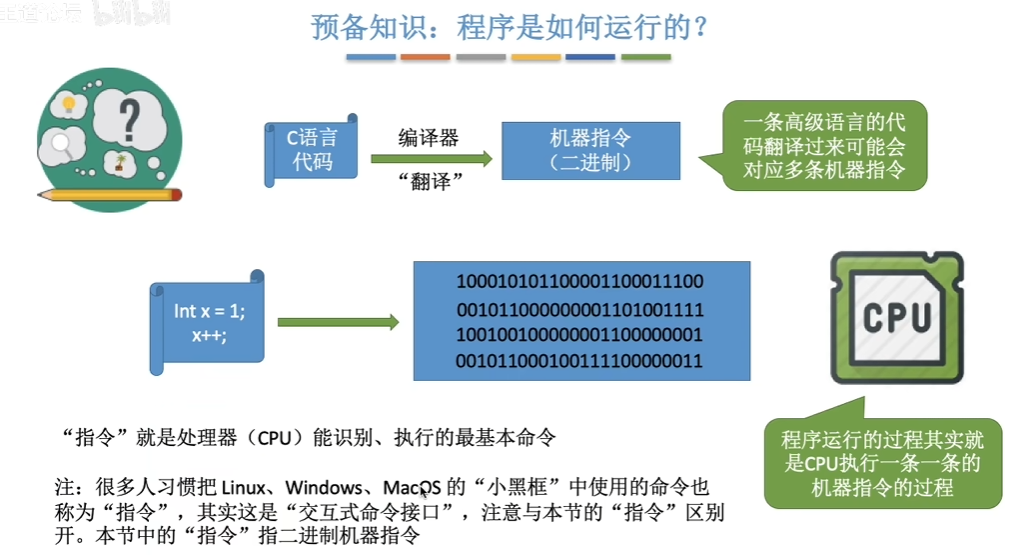 预备知识：程序是如何运行的？
C语言
代码
编译器
“翻译”
机器指令
（二进制）
一条高级语言的代
码翻译过来可能会
对应多条机器指令
Int x = 1;
x++;
100010101100001100011100
001011000000001101001111
100100100000001100000001
001011000100111100000011
CPU
“指令”就是处理器（CPU）能识别、执行的最基本命令
程序运行的过程其实就
是CPU执行一条一条的
机器指令的过程
注：很多人习惯把 Linux、Windows、MacOS 的“小黑框”中使用的命令也
称为“指令”，其实这是“交互式命令接口”，注意与本节的“指令”区别
开。本节中的“指令”指二进制机器指令